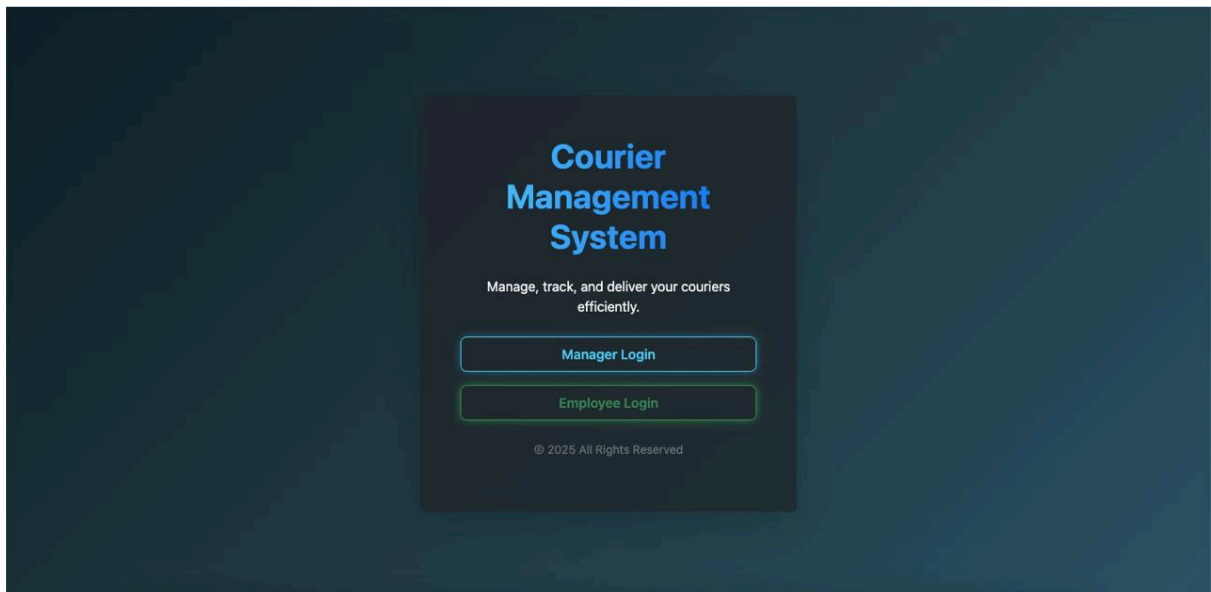 Courier
Management
System
Manage, track, and deliver your couriers
efficiently.
Manager Login
Employee Login
© 2025 All Rights Reserved